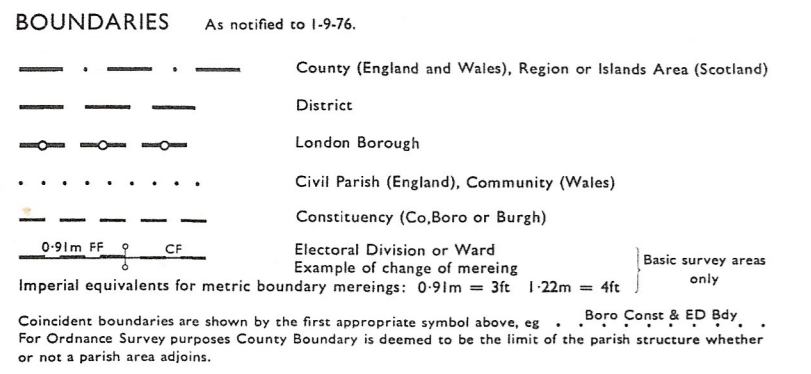 BOUNDARIES As notified to 1-9-76.
County (England and Wales), Region or Islands Area (Scotland)
District
London Borough
Civil Parish (England), Community (Wales)
Constituency (Co,Boro or Burgh)
0·91m FF CF Electoral Division or Ward
Example of change of mereing
Basic survey areas
only
Imperial equivalents for metric boundary mereings: 0·91m = 3ft 1·22m = 4ft
Coincident boundaries are shown by the first appropriate symbol above, eg Boro Const & ED Bdy
For Ordnance Survey purposes County Boundary is deemed to be the limit of the parish structure whether
or not a parish area adjoins.